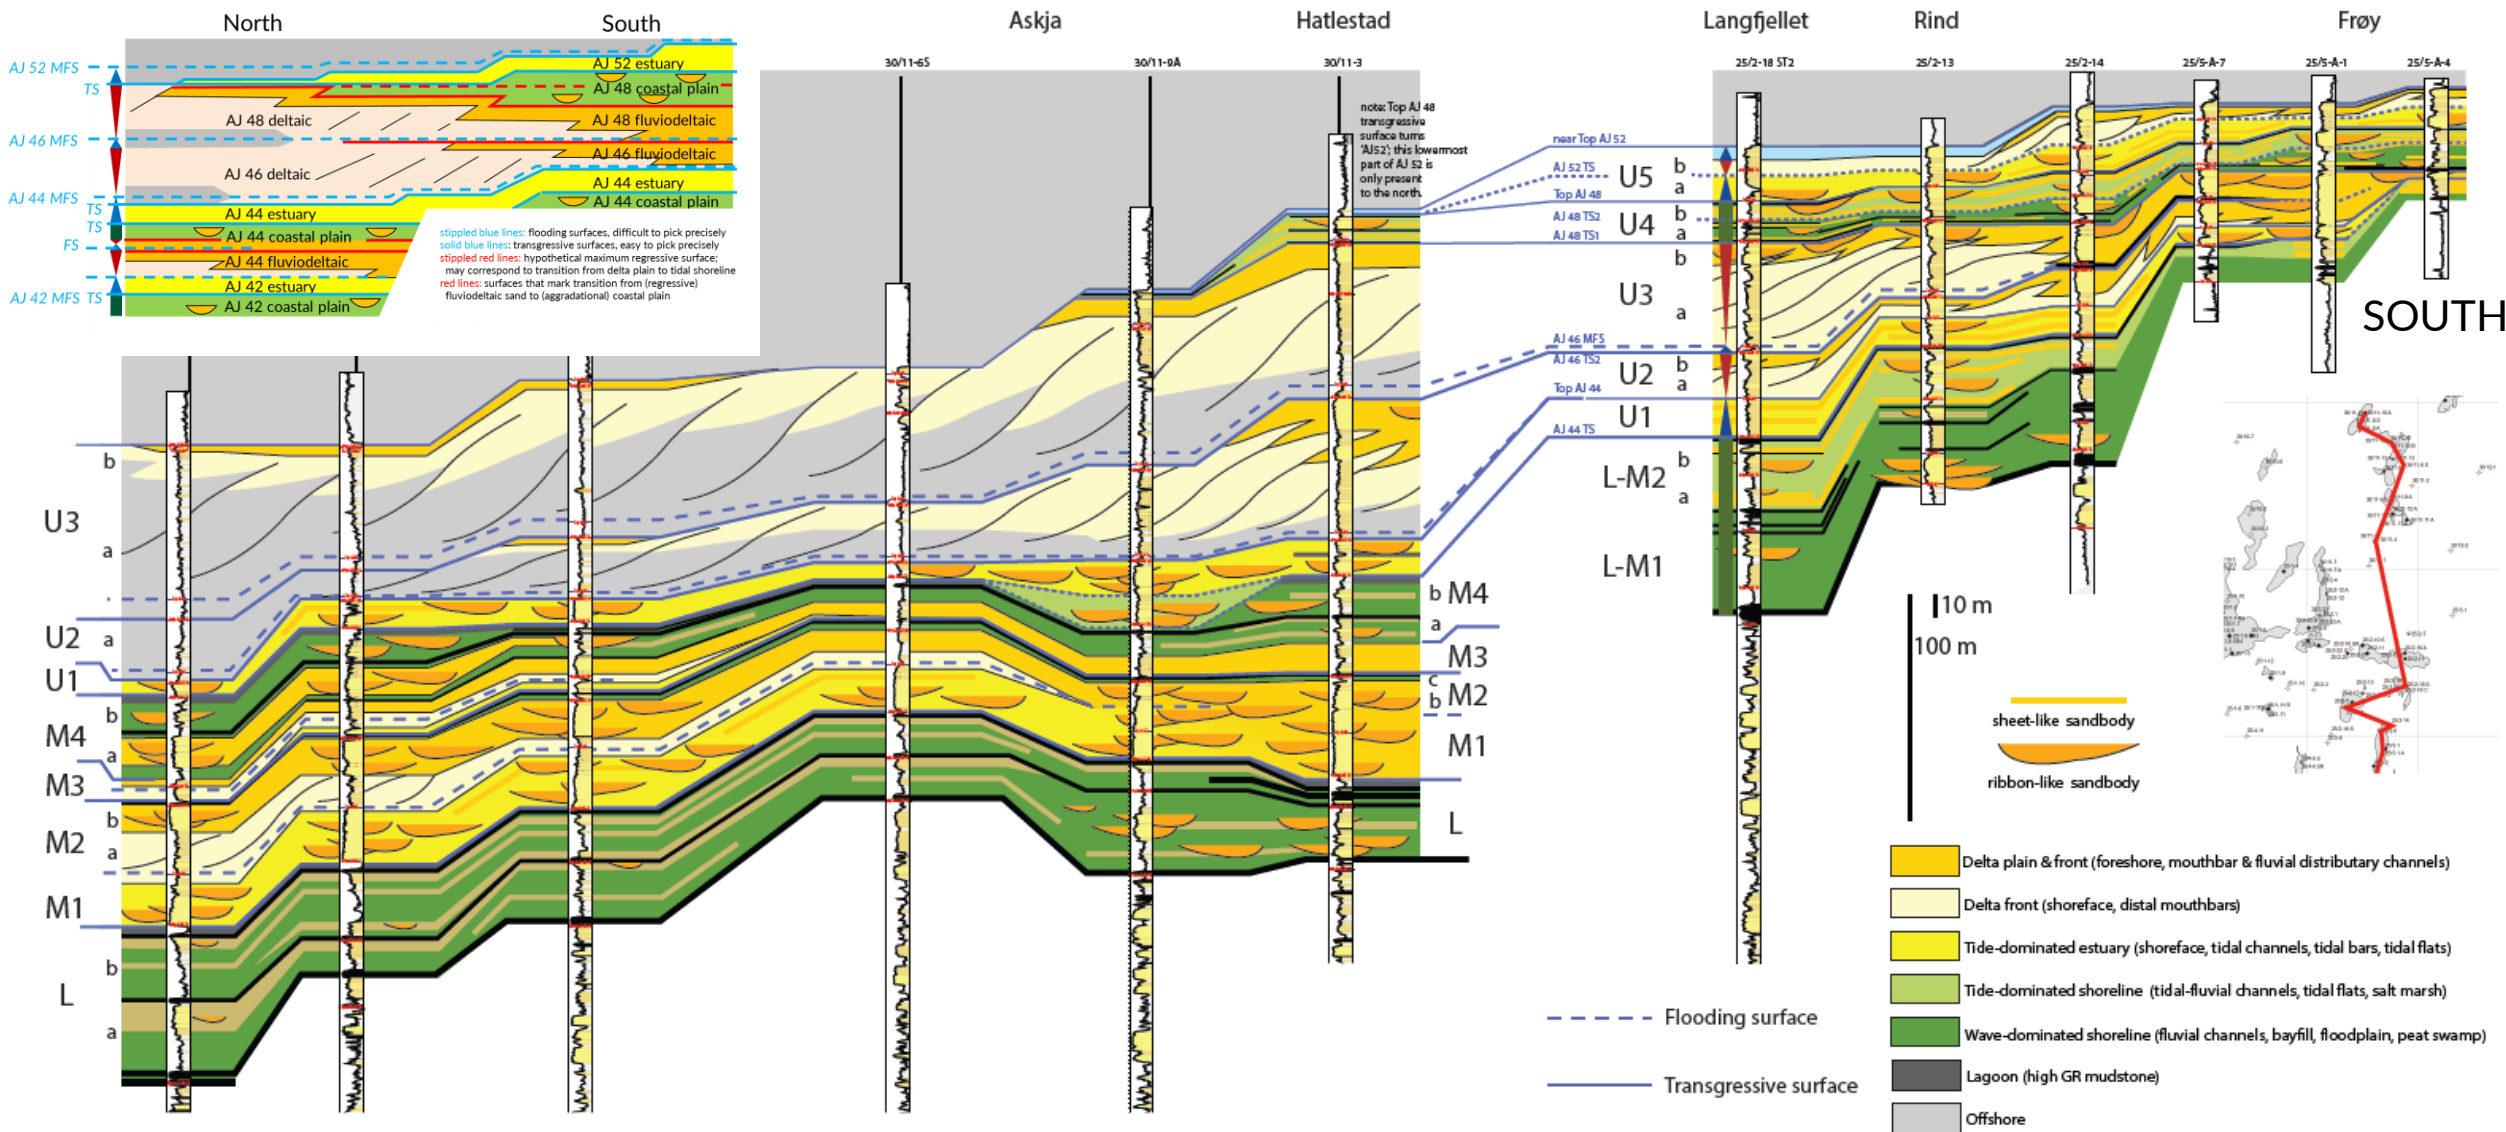 North
South
AJ 52 MFS
TS
AJ 46 MFS
AJ 44 MFS
TS
TS
FS
AJ 42 MFS TS
AJ 52 estuary
AJ 48 coastal plain
AJ 48 deltaic
AJ 48 fluviodeltaic
AJ 46 fluviodeltaic
AJ 46 deltaic
AJ 44 estuary
AJ 44 coastal plain
AJ 44 estuary
AJ 44 coastal plain
AJ 44 fluviodeltaic
AJ 42 estuary
AJ 42 coastal plain
stippled blue lines: flooding surfaces, difficult to pick precisely
solid blue lines: transgressive surfaces, easy to pick precisely
stippled red lines: hypothetical maximum regressive surface;
may correspond to transition from delta plain to tidal shoreline
red lines: surfaces that mark transition from (regressive)
fluviodeltaic sand to (aggradational) coastal plain
Askja
Hatlestad
Langfjellet
Rind
Frøy
30/11-6S
30/11-9A
30/11-3
25/2-18 ST2
25/2-13
25/2-14
25/5-A-7
25/5-A-1
25/5-A-4
note: Top AJ 48
transgressive
surface turns
'AJ52'; this lowermost
part of AJ 52 is
only present
to the north.
near Top AJ 52
AJ 52 TS
Top AJ 48
AJ 48 TS2
AJ 48 TS1
AJ 46 MFS
AJ 46 TS2
Top AJ 44
AJ 44 TS
U5
b
a
U4
b
a
U3
b
a
U2
b
a
U1
L-M2
b
a
L-M1
SOUTH
b
U3
a
U2
a
U1
b
M4
a
M3
b
M2
a
M1
b
L
a
b M4
a
M3
c
b M2
M1
L
10 m
100 m
sheet-like sandbody
ribbon-like sandbody
Flooding surface
Transgressive surface
Delta plain & front (foreshore, mouthbar & fluvial distributary channels)
Delta front (shoreface, distal mouthbars)
Tide-dominated estuary (shoreface, tidal channels, tidal bars, tidal flats)
Tide-dominated shoreline (tidal-fluvial channels, tidal flats, salt marsh)
Wave-dominated shoreline (fluvial channels, bayfill, floodplain, peat swamp)
Lagoon (high GR mudstone)
Offshore